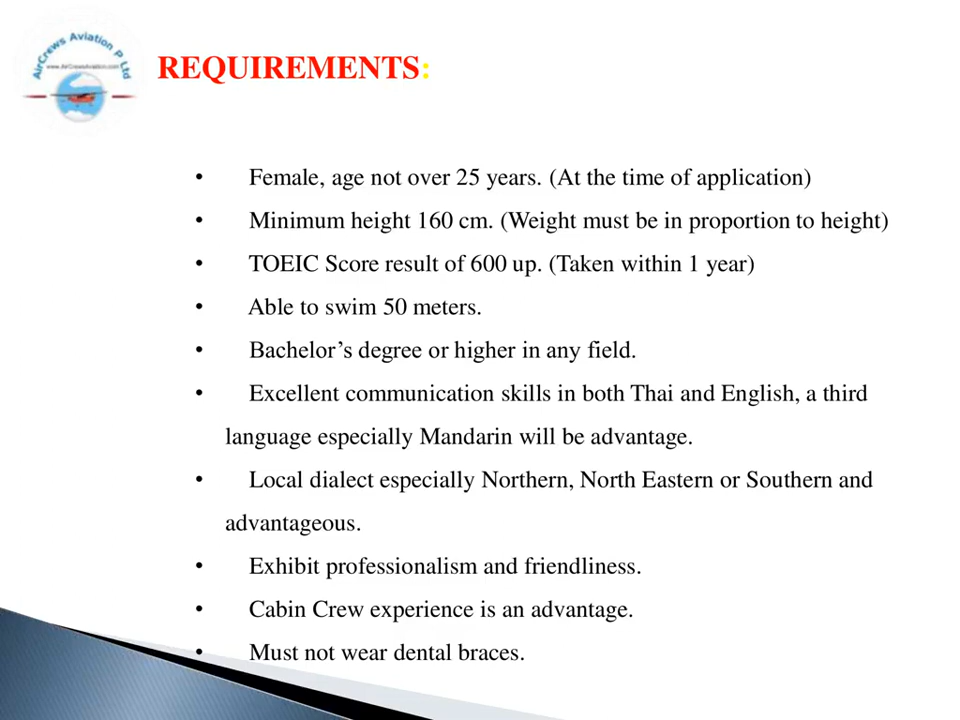 AirCrews Aviation P Ltd
www.AirCrewsAviation.com
REQUIREMENTS:
• Female, age not over 25 years. (At the time of application)
• Minimum height 160 cm. (Weight must be in proportion to height)
• TOEIC Score result of 600 up. (Taken within 1 year)
• Able to swim 50 meters.
• Bachelor’s degree or higher in any field.
• Excellent communication skills in both Thai and English, a third
language especially Mandarin will be advantage.
• Local dialect especially Northern, North Eastern or Southern and
advantageous.
• Exhibit professionalism and friendliness.
• Cabin Crew experience is an advantage.
• Must not wear dental braces.